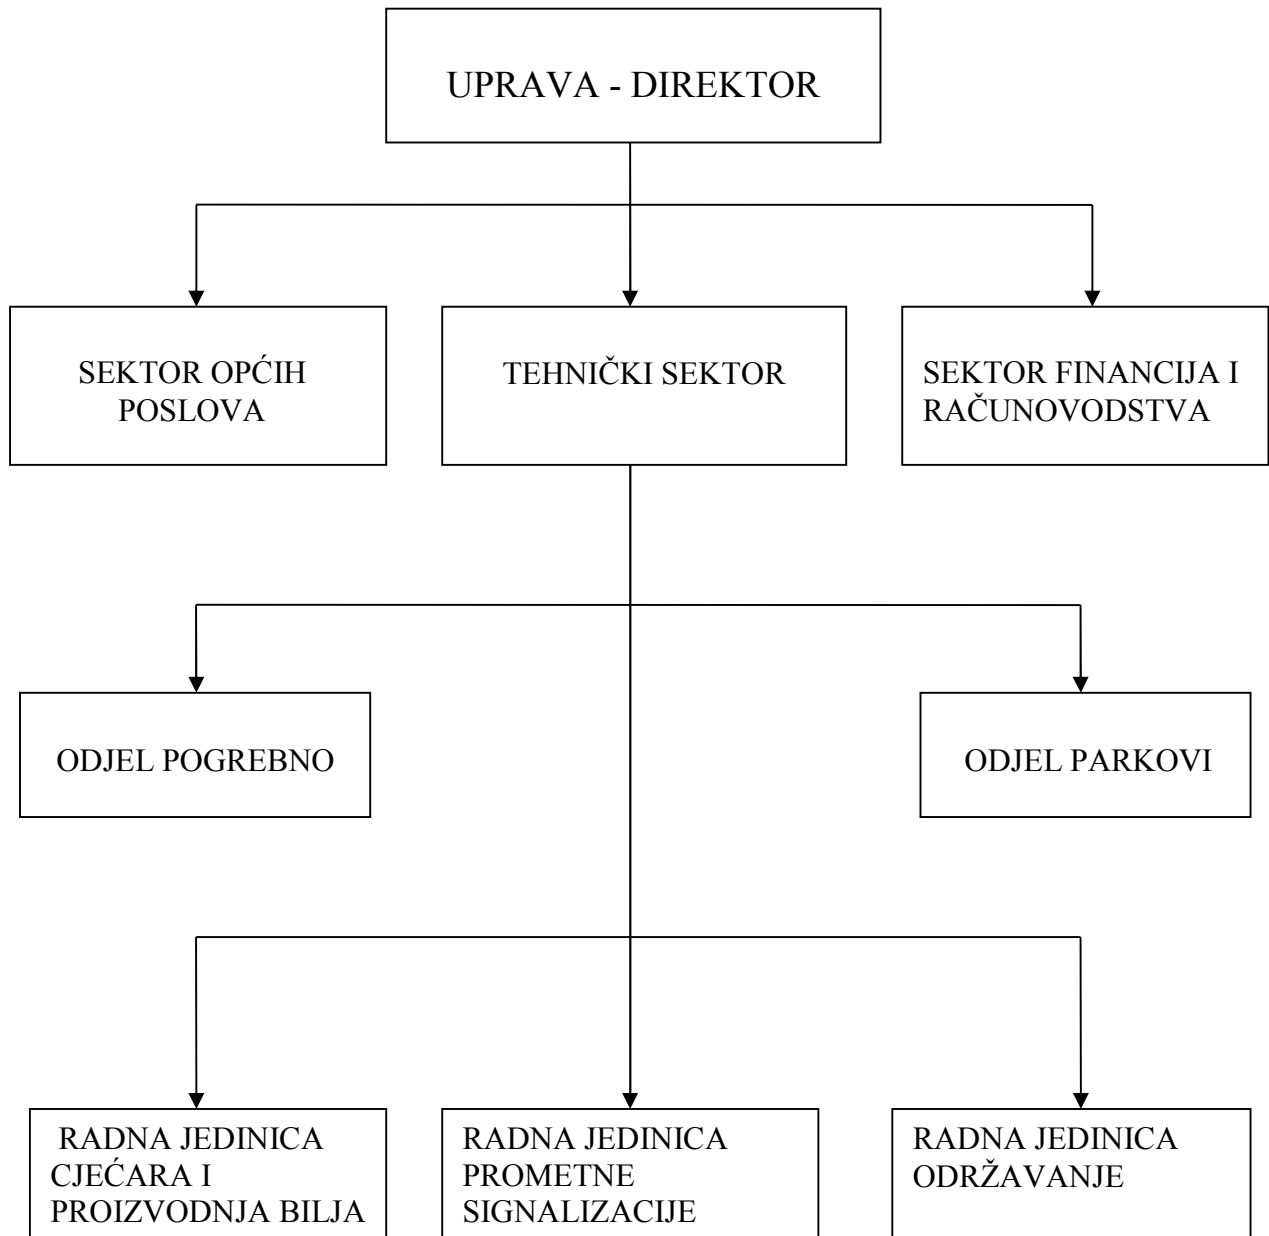 UPRAVA - DIREKTOR
SEKTOR OPĆIH
POSLOVA
TEHNIČKI SEKTOR
SEKTOR FINANCIJA I
RAČUNOVODSTVA
ODJEL POGREBNO
ODJEL PARKOVI
RADNA JEDINICA
CJEĆARA I
PROIZVODNJA BILJA
RADNA JEDINICA
PROMETNE
SIGNALIZACIJE
RADNA JEDINICA
ODRŽAVANJE